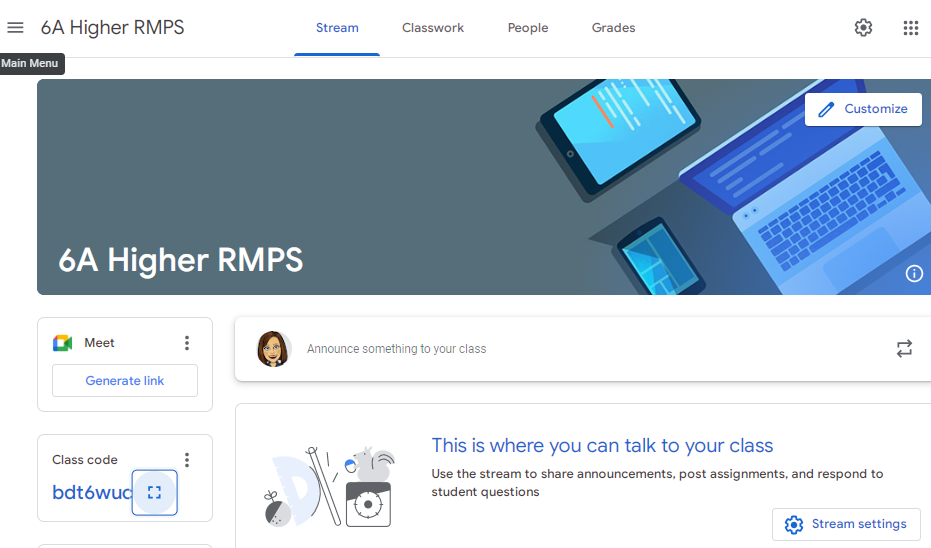 6A Higher RMPS
Stream
Classwork
People
Grades
Main Menu
Customize
6A Higher RMPS
Meet
Generate link
Announce something to your class
Class code
bdt6wuc
This is where you can talk to your class
Use the stream to share announcements, post assignments, and respond to
student questions
Stream settings